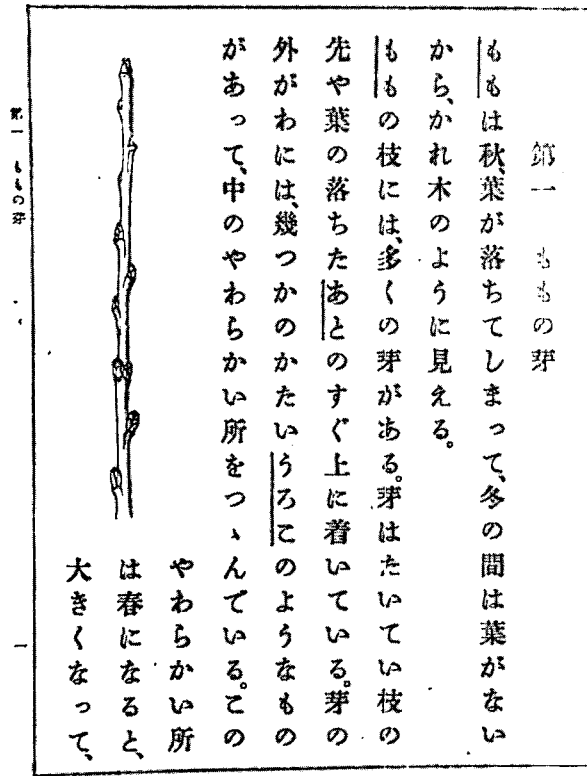 第一 ももの芽
ももは秋、葉が落ちてしまって、冬の間は葉がない
から、かれ木のように見える。
ももの枝には、多くの芽がある。芽はたいてい枝の
先や葉の落ちたあとのすぐ上に着いている。芽の
外がわには、幾つかのかたいうろこのようなもの
があって、中のやわらかい所をつゝんでいる。この
やわらかい所
は春になると、
大きくなって、
第一 ももの芽
一